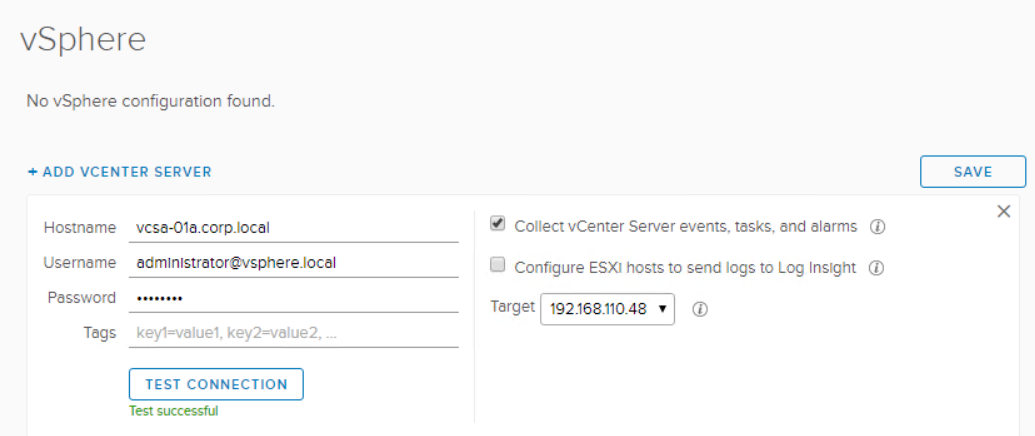 vSphere
No vSphere configuration found.
+ ADD VCENTER SERVER
SAVE
Hostname vcsa-01a.corp.local
Username administrator@vsphere.local
Password ••••••••
Tags key1=value1, key2=value2, ...
TEST CONNECTION
Test successful
Collect vCenter Server events, tasks, and alarms
Configure ESXi hosts to send logs to Log Insight
Target 192.168.110.48